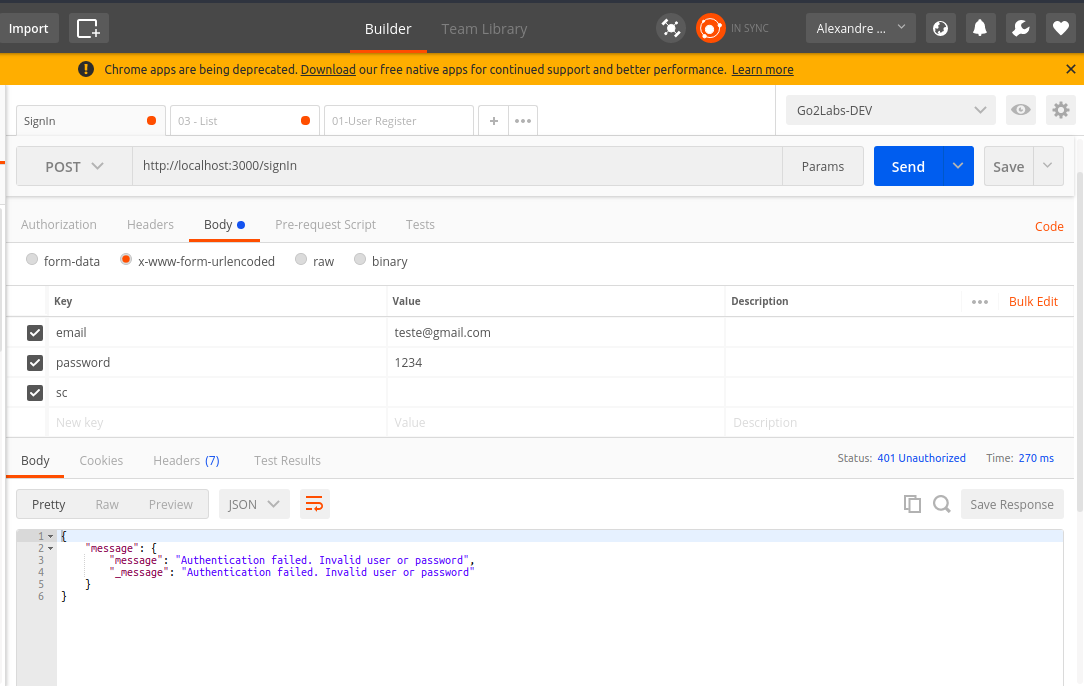 Import
Builder
Team Library
IN SYNC
Alexandre ...
Chrome apps are being deprecated. Download our free native apps for continued support and better performance. Learn more
SignIn
03 - List
01-User Register
Go2Labs-DEV
POST
http://localhost:3000/signIn
Params
Send
Save
Authorization
Headers
Body
Pre-request Script
Tests
Code
form-data
x-www-form-urlencoded
raw
binary
Key
Value
Description
Bulk Edit
email
teste@gmail.com
password
1234
sc
New key
Value
Description
Body
Cookies
Headers (7)
Test Results
Status: 401 Unauthorized
Time: 270 ms
Pretty
Raw
Preview
JSON
Save Response
1 {
2 "message": {
3 "message": "Authentication failed. Invalid user or password",
4 "_message": "Authentication failed. Invalid user or password"
5 }
6 }